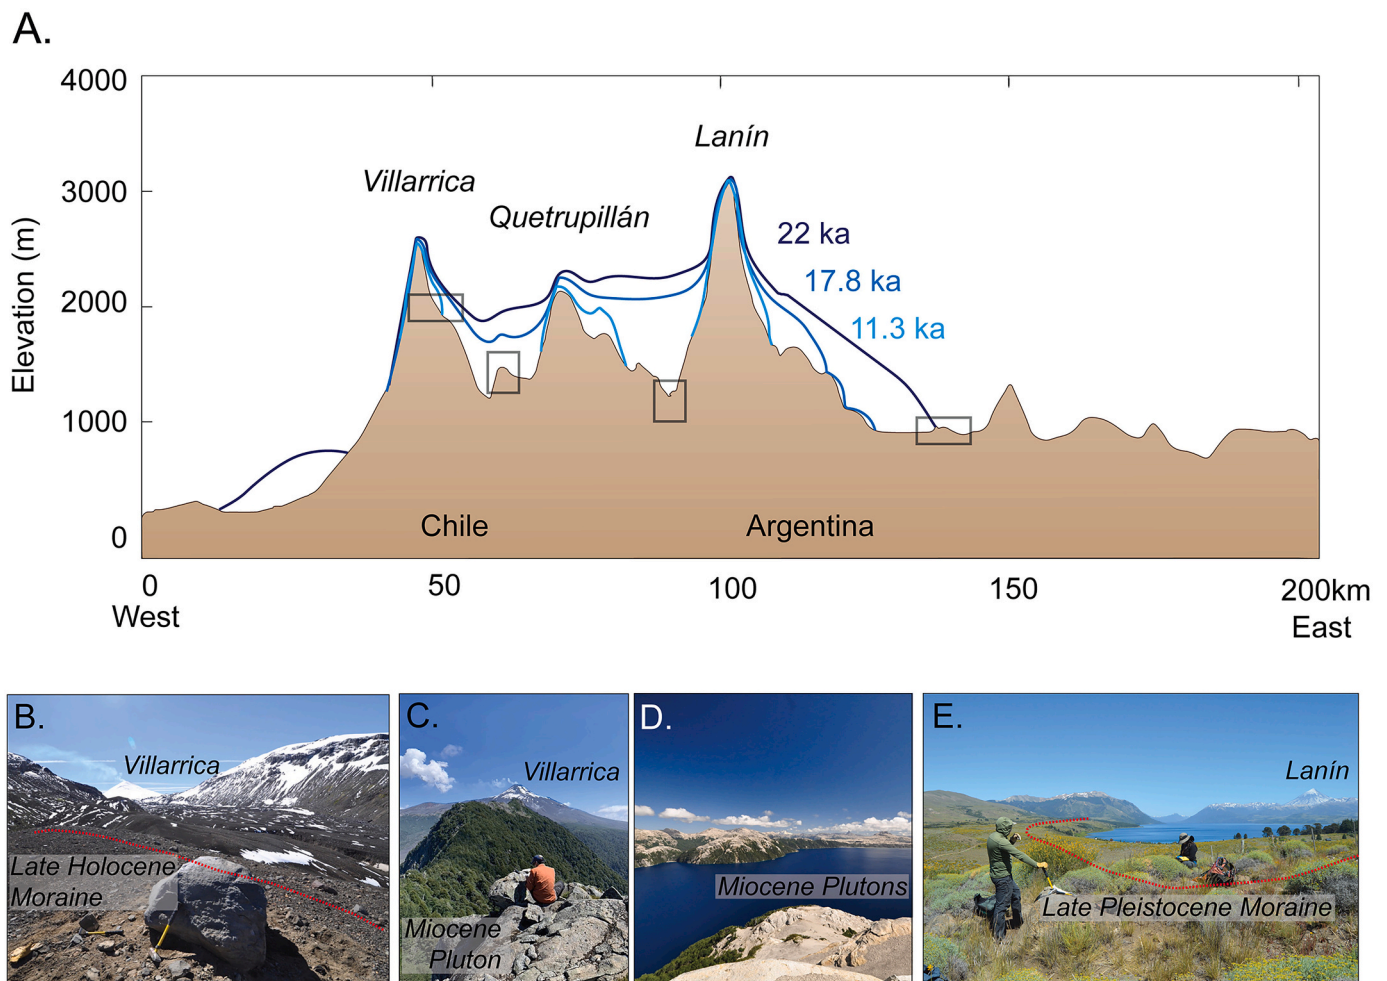 A.
4000
3000
2000
1000
0
Elevation (m)
Villarrica
Quetrupillán
Lanín
22 ka
17.8 ka
11.3 ka
Chile
Argentina
0
50
100
150
200km
West
East
B.
Villarrica
Late Holocene
Moraine
C.
Villarrica
Miocene
Pluton
D.
Miocene Plutons
E.
Lanín
Late Pleistocene Moraine